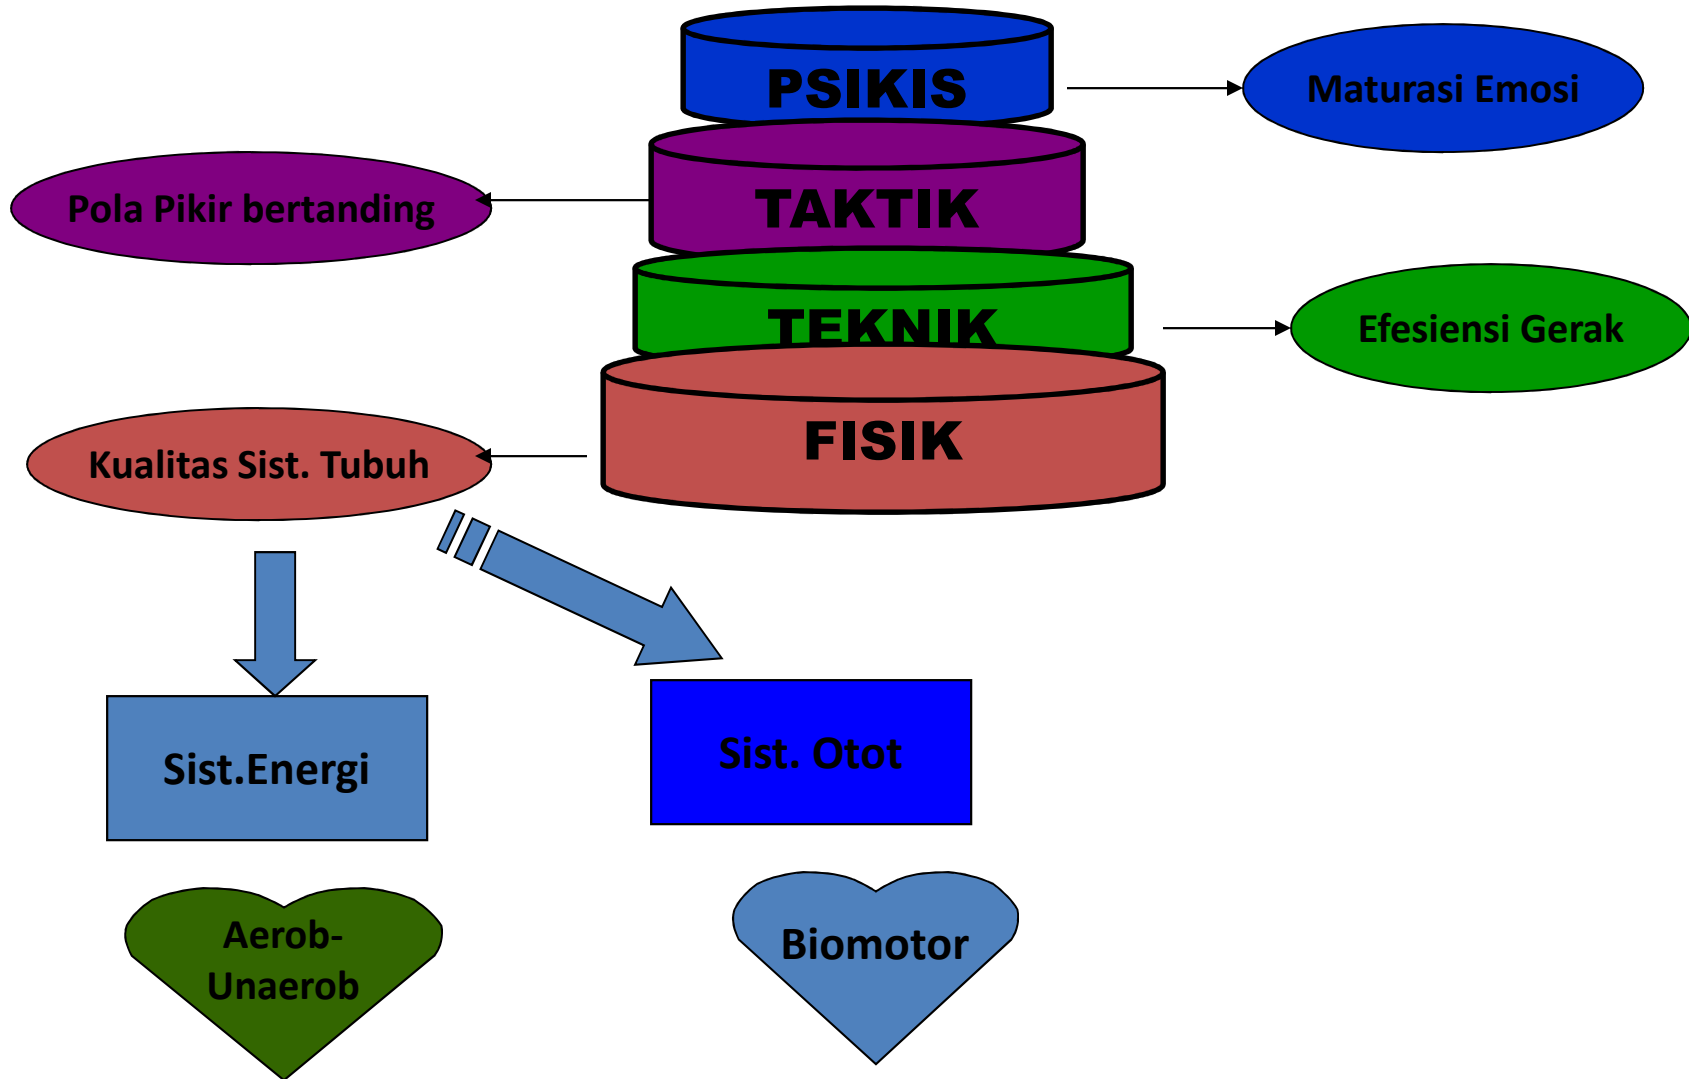 PSIKIS
Maturasi Emosi
TAKTIK
Pola Pikir bertanding
TEKNIK
Efesiensi Gerak
FISIK
Kualitas Sist. Tubuh
Sist.Energi
Sist. Otot
Aerob-
Unaerob
Biomotor